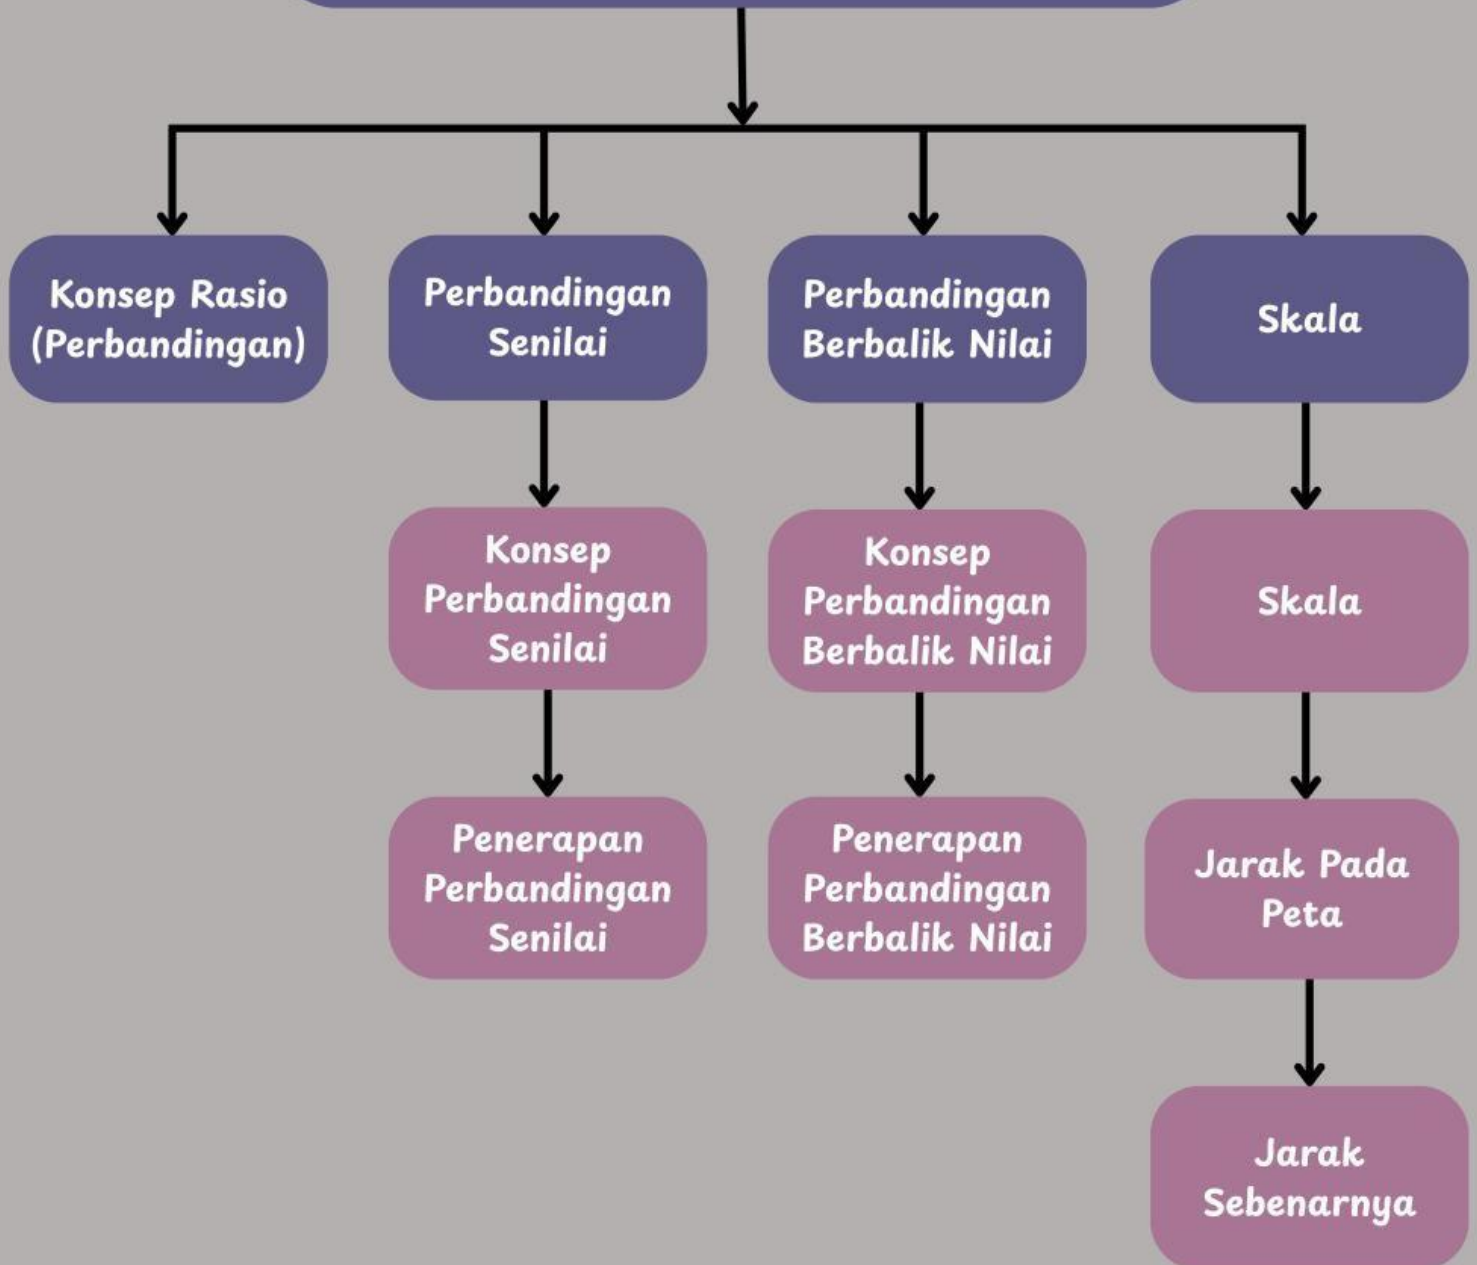 Konsep Rasio
(Perbandingan)
Perbandingan
Senilai
Perbandingan
Berbalik Nilai
Skala
Konsep
Perbandingan
Senilai
Konsep
Perbandingan
Berbalik Nilai
Skala
Penerapan
Perbandingan
Senilai
Penerapan
Perbandingan
Berbalik Nilai
Jarak Pada
Peta
Jarak
Sebenarnya